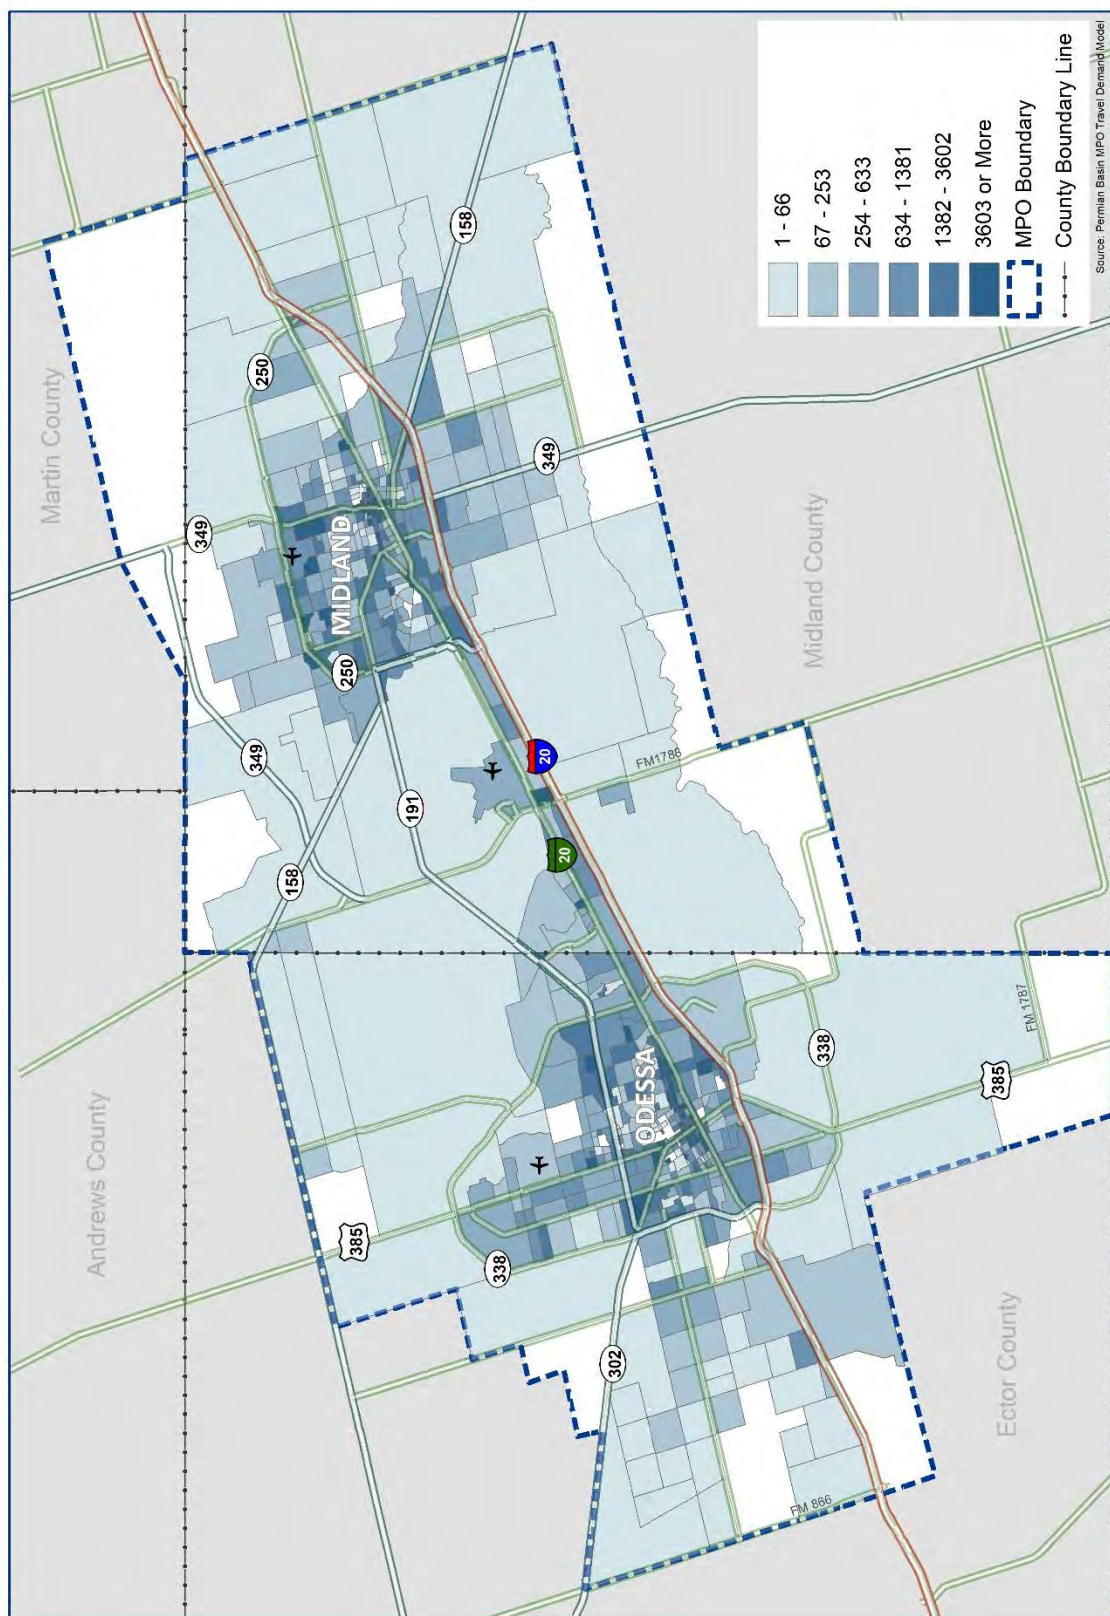 Martin County
Andrews County
Midland County
Ector County
MIDLAND
ODESSA
349
349
349
250
250
158
158
191
20
20
FM1788
338
338
385
385
302
FM 866
FM 1787
1 - 66
67 - 253
254 - 633
634 - 1381
1382 - 3602
3603 or More
MPO Boundary
County Boundary Line
Source: Permian Basin MPO Travel Demand Model